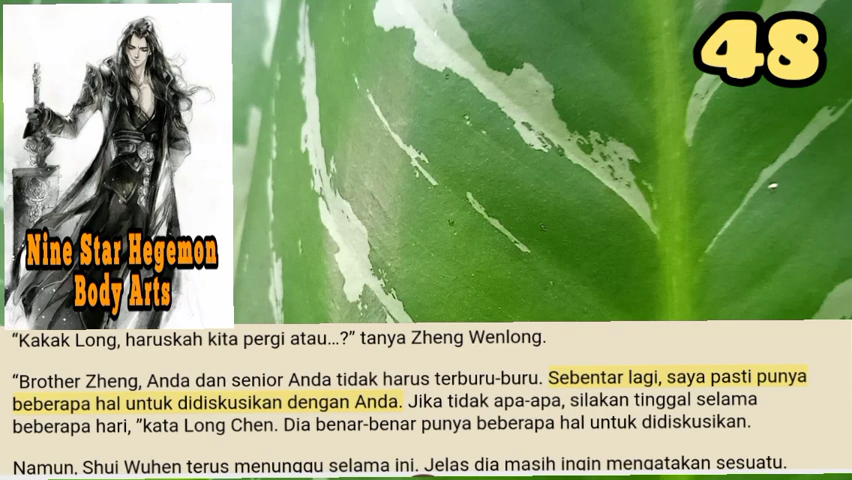 48
Nine Star Hegemon
Body Arts
“Kakak Long, haruskah kita pergi atau…?” tanya Zheng Wenlong.
“Brother Zheng, Anda dan senior Anda tidak harus terburu-buru. Sebentar lagi, saya pasti punya
beberapa hal untuk didiskusikan dengan Anda. Jika tidak apa-apa, silakan tinggal selama
beberapa hari, ”kata Long Chen. Dia benar-benar punya beberapa hal untuk didiskusikan.
Namun, Shui Wuhen terus menunggu selama ini. Jelas dia masih ingin mengatakan sesuatu.